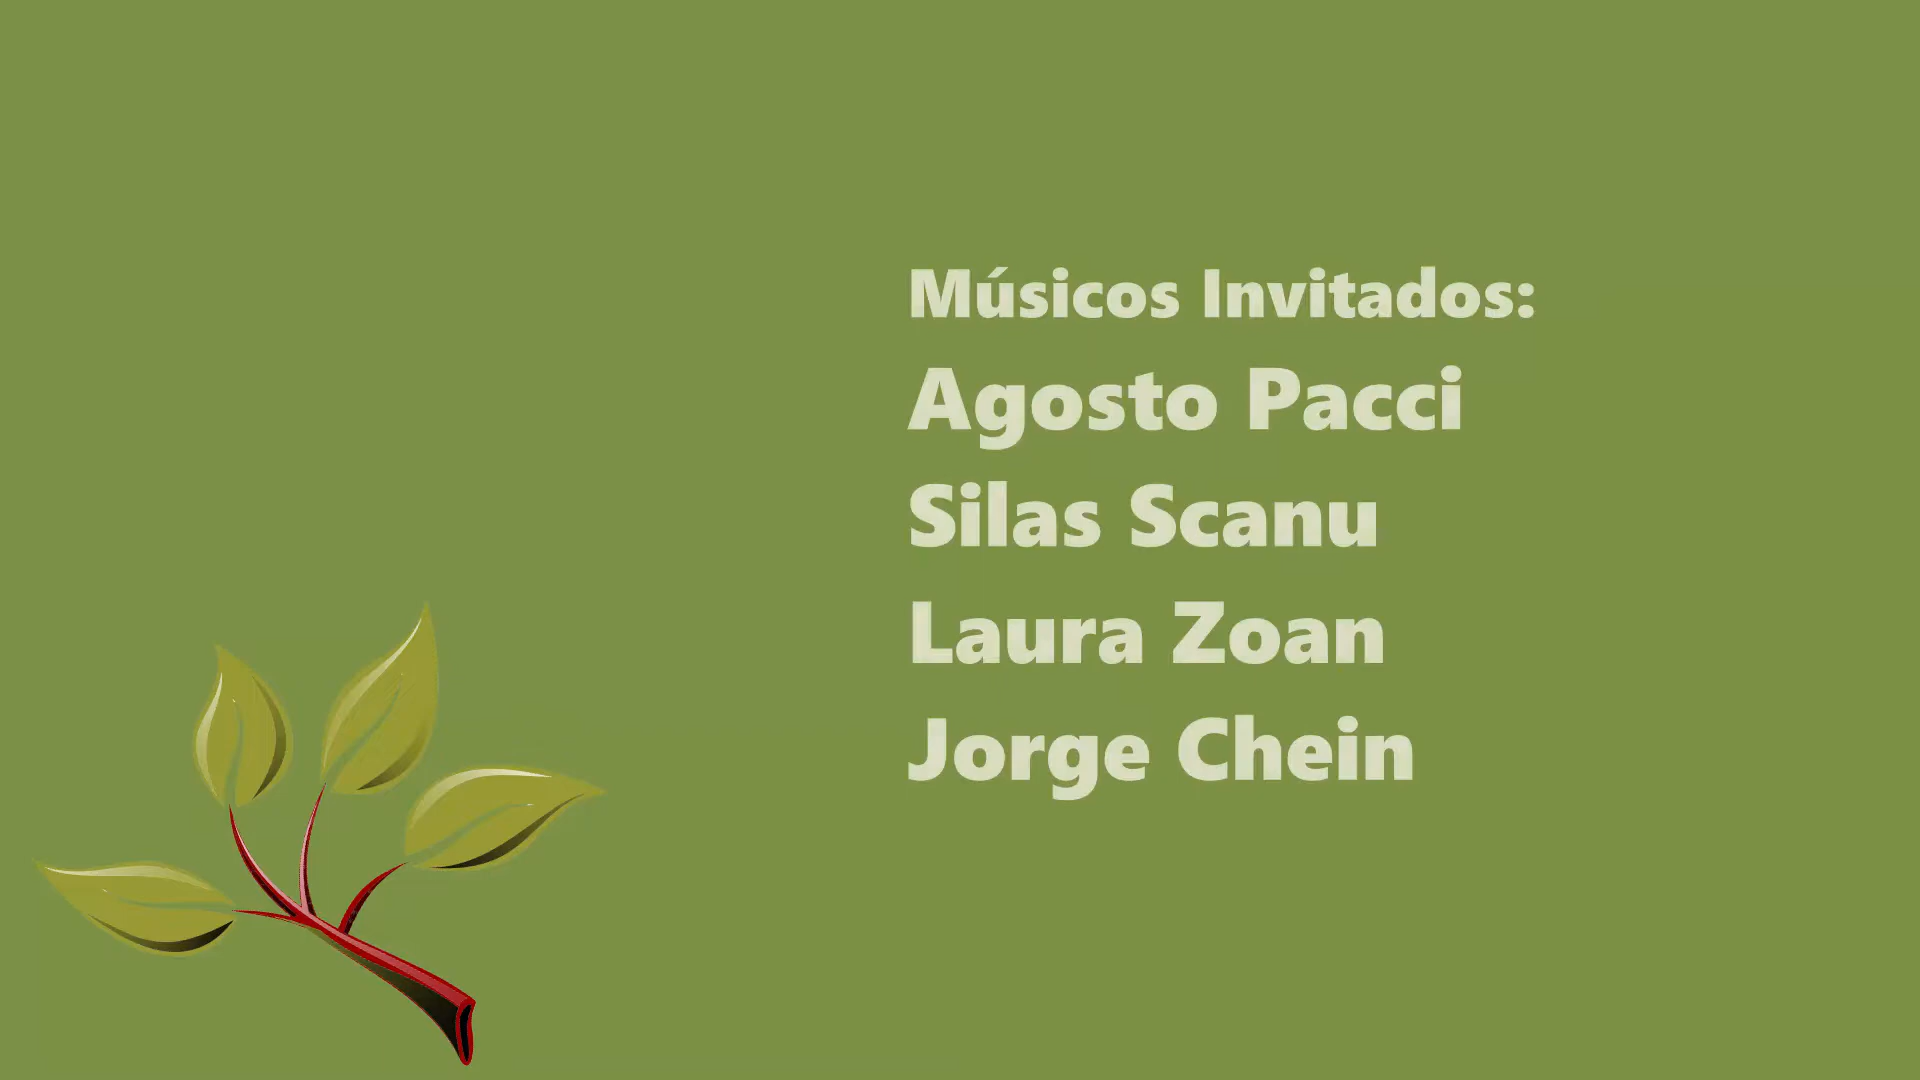 Músicos Invitados:
Agosto Pacci
Silas Scanu
Laura Zoan
Jorge Chein